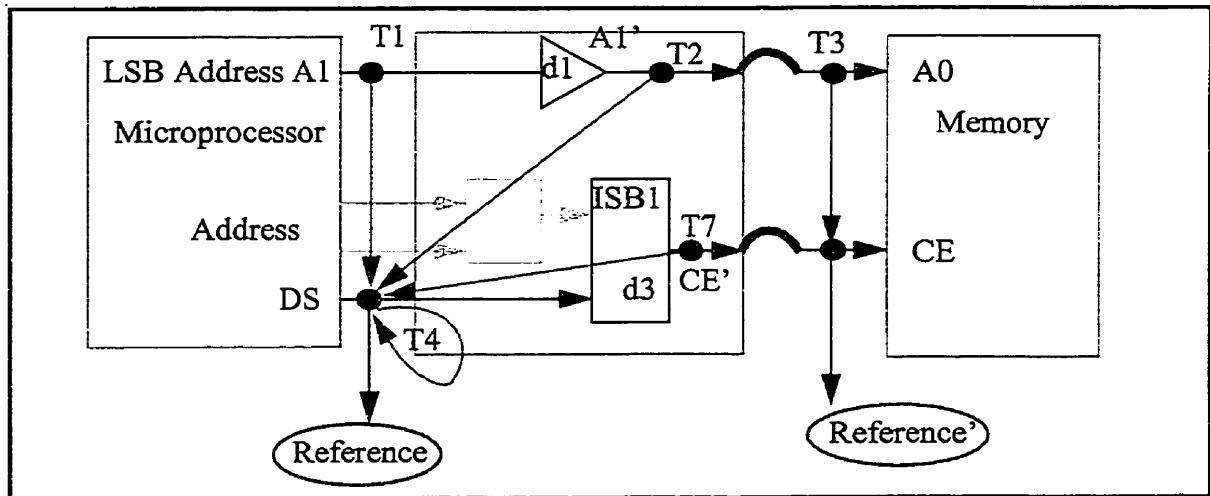 T1
A1’
T2
T3
LSB Address A1
d1
A0
Microprocessor
Memory
ISB1
Address
T7
CE
CE’
d3
DS
T4
Reference
Reference’